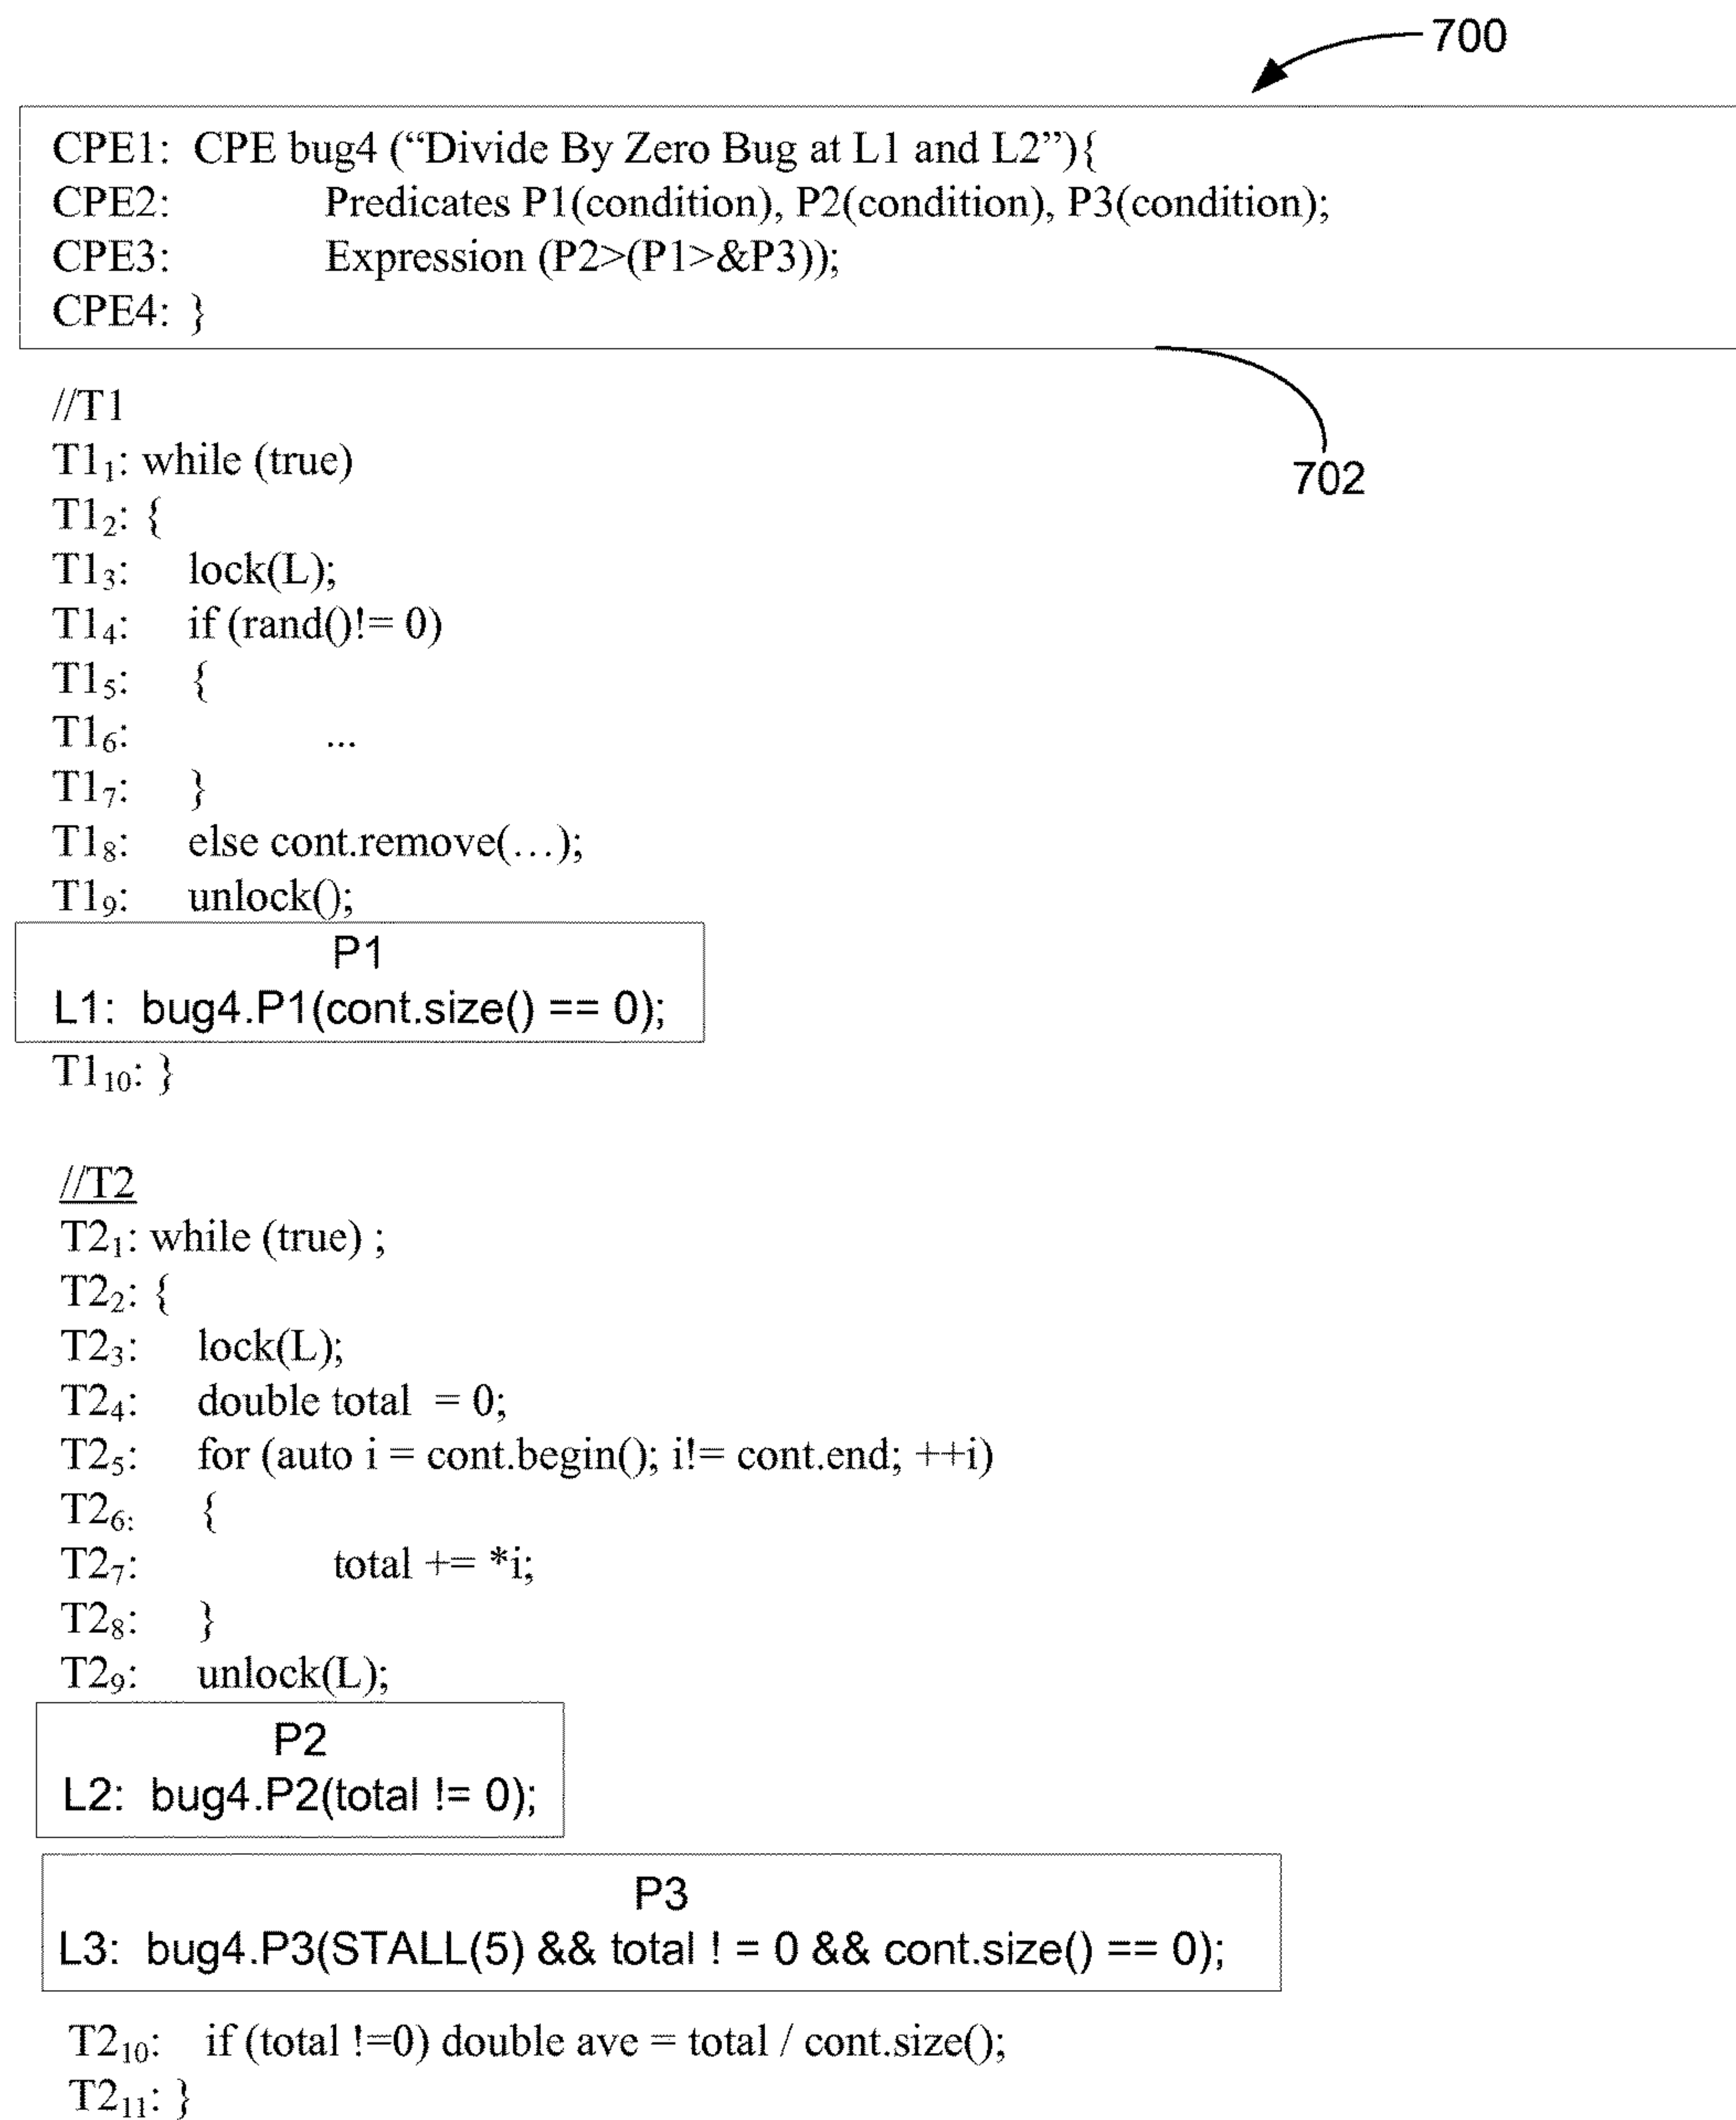 700
CPE1: CPE bug4 (“Divide By Zero Bug at L1 and L2”){
CPE2: Predicates P1(condition), P2(condition), P3(condition);
CPE3: Expression (P2>(P1>&P3));
CPE4: }
702
//T1
T1₁: while (true)
T1₂: {
T1₃: lock(L);
T1₄: if (rand()!= 0)
T1₅: {
T1₆: ...
T1₇: }
T1₈: else cont.remove(…);
T1₉: unlock();
P1
L1: bug4.P1(cont.size() == 0);
T1₁₀: }
//T2
T2₁: while (true) ;
T2₂: {
T2₃: lock(L);
T2₄: double total = 0;
T2₅: for (auto i = cont.begin(); i!= cont.end; ++i)
T2₆: {
T2₇: total += *i;
T2₈: }
T2₉: unlock(L);
P2
L2: bug4.P2(total != 0);
P3
L3: bug4.P3(STALL(5) && total ! = 0 && cont.size() == 0);
T2₁₀: if (total !=0) double ave = total / cont.size();
T2₁₁: }